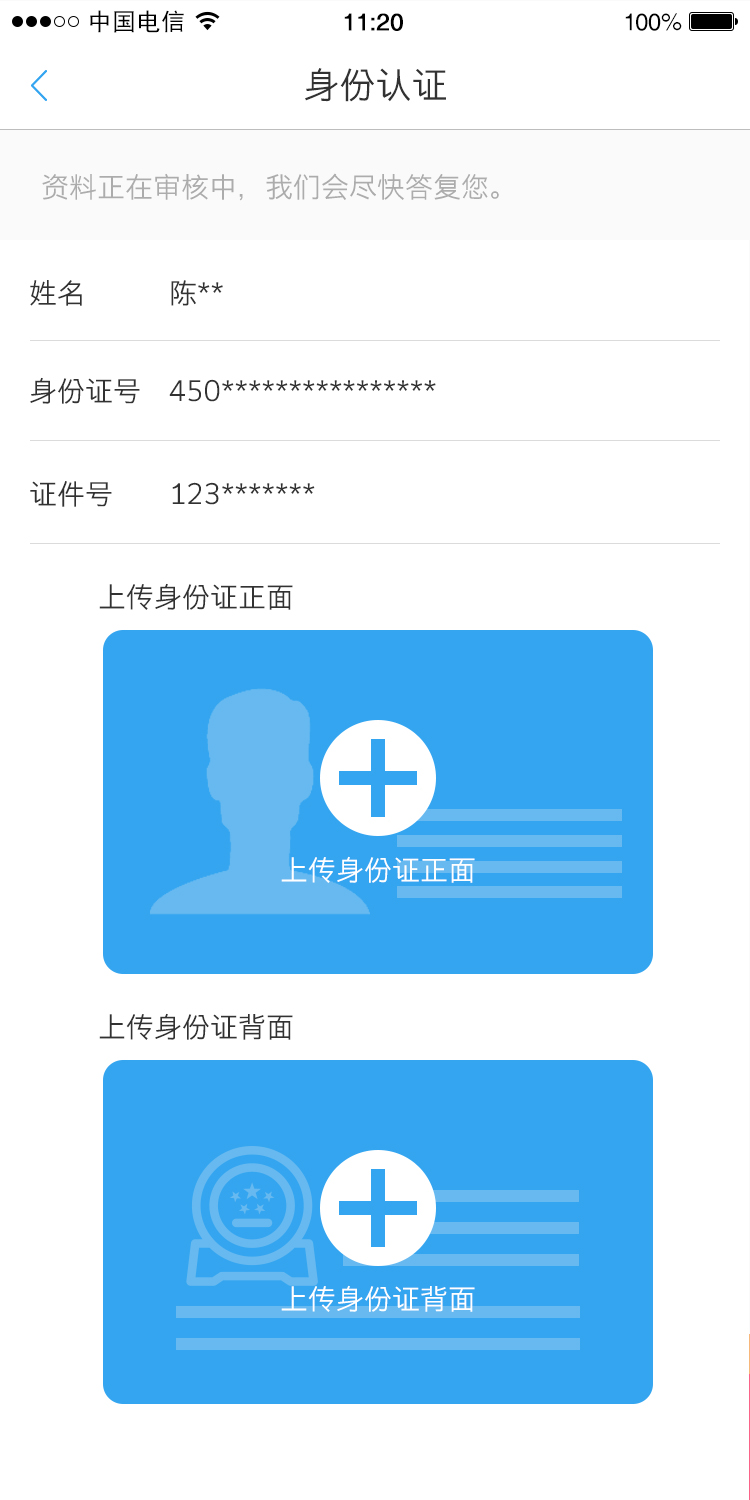 中国电信 11:20 100%
身份认证
资料正在审核中，我们会尽快答复您。
姓名 陈**
身份证号 450****************
证件号 123*******
上传身份证正面
上传身份证正面
上传身份证背面
上传身份证背面